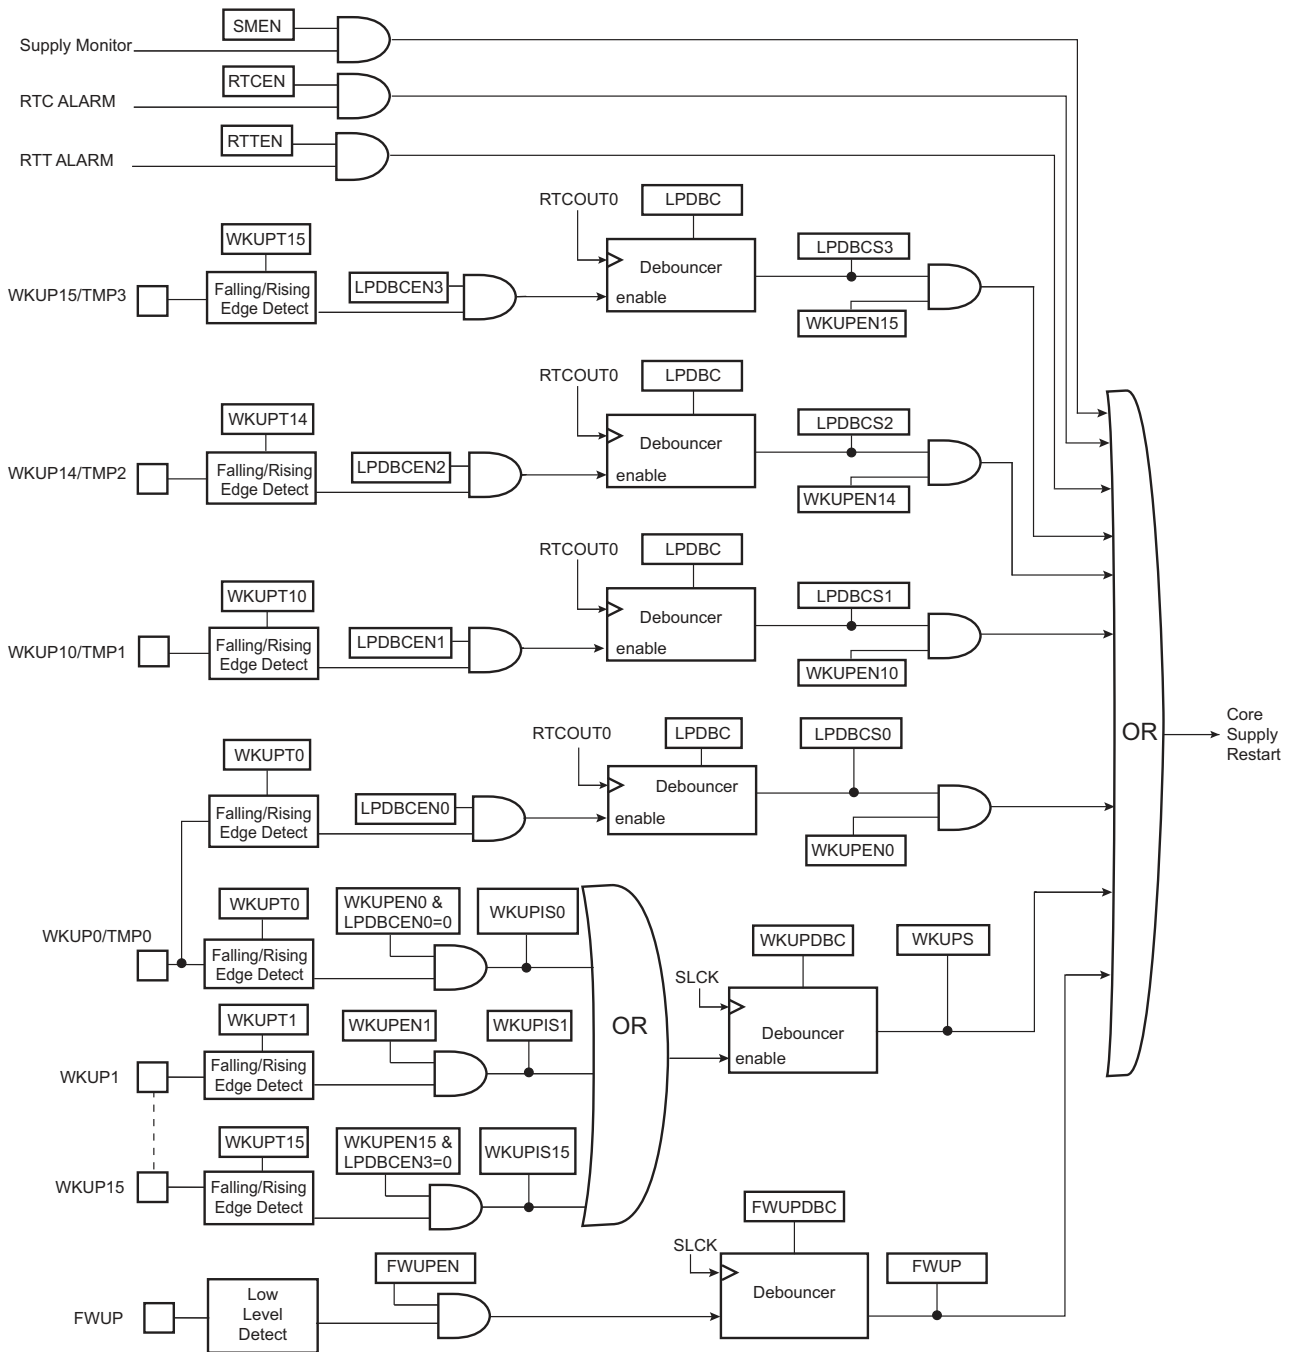 SMEN
Supply Monitor
RTCEN
RTC ALARM
RTTEN
RTT ALARM
RTCOUT0
LPDBC
WKUPT15
LPDBCS3
Debouncer
Falling/Rising
Edge Detect
LPDBCEN3
WKUP15/TMP3
enable
WKUPEN15
RTCOUT0
LPDBC
WKUPT14
LPDBCS2
Debouncer
Falling/Rising
Edge Detect
LPDBCEN2
WKUP14/TMP2
enable
WKUPEN14
RTCOUT0
LPDBC
WKUPT10
LPDBCS1
Debouncer
Falling/Rising
Edge Detect
LPDBCEN1
WKUP10/TMP1
enable
WKUPEN10
RTCOUT0
LPDBC
LPDBCS0
OR
Core
Supply
Restart
WKUPT0
Debouncer
Falling/Rising
Edge Detect
LPDBCEN0
enable
WKUPEN0
WKUPT0
WKUPEN0 &
LPDBCEN0=0
WKUPIS0
WKUP0/TMP0
Falling/Rising
Edge Detect
WKUPDBC
WKUPS
SLCK
WKUPT1
WKUPEN1
WKUPIS1
OR
Debouncer
enable
Falling/Rising
Edge Detect
WKUP1
WKUPT15
WKUPEN15 &
LPDBCEN3=0
WKUPIS15
WKUP15
Falling/Rising
Edge Detect
FWUPDBC
SLCK
FWUPEN
FWUP
Debouncer
FWUP
Low
Level
Detect